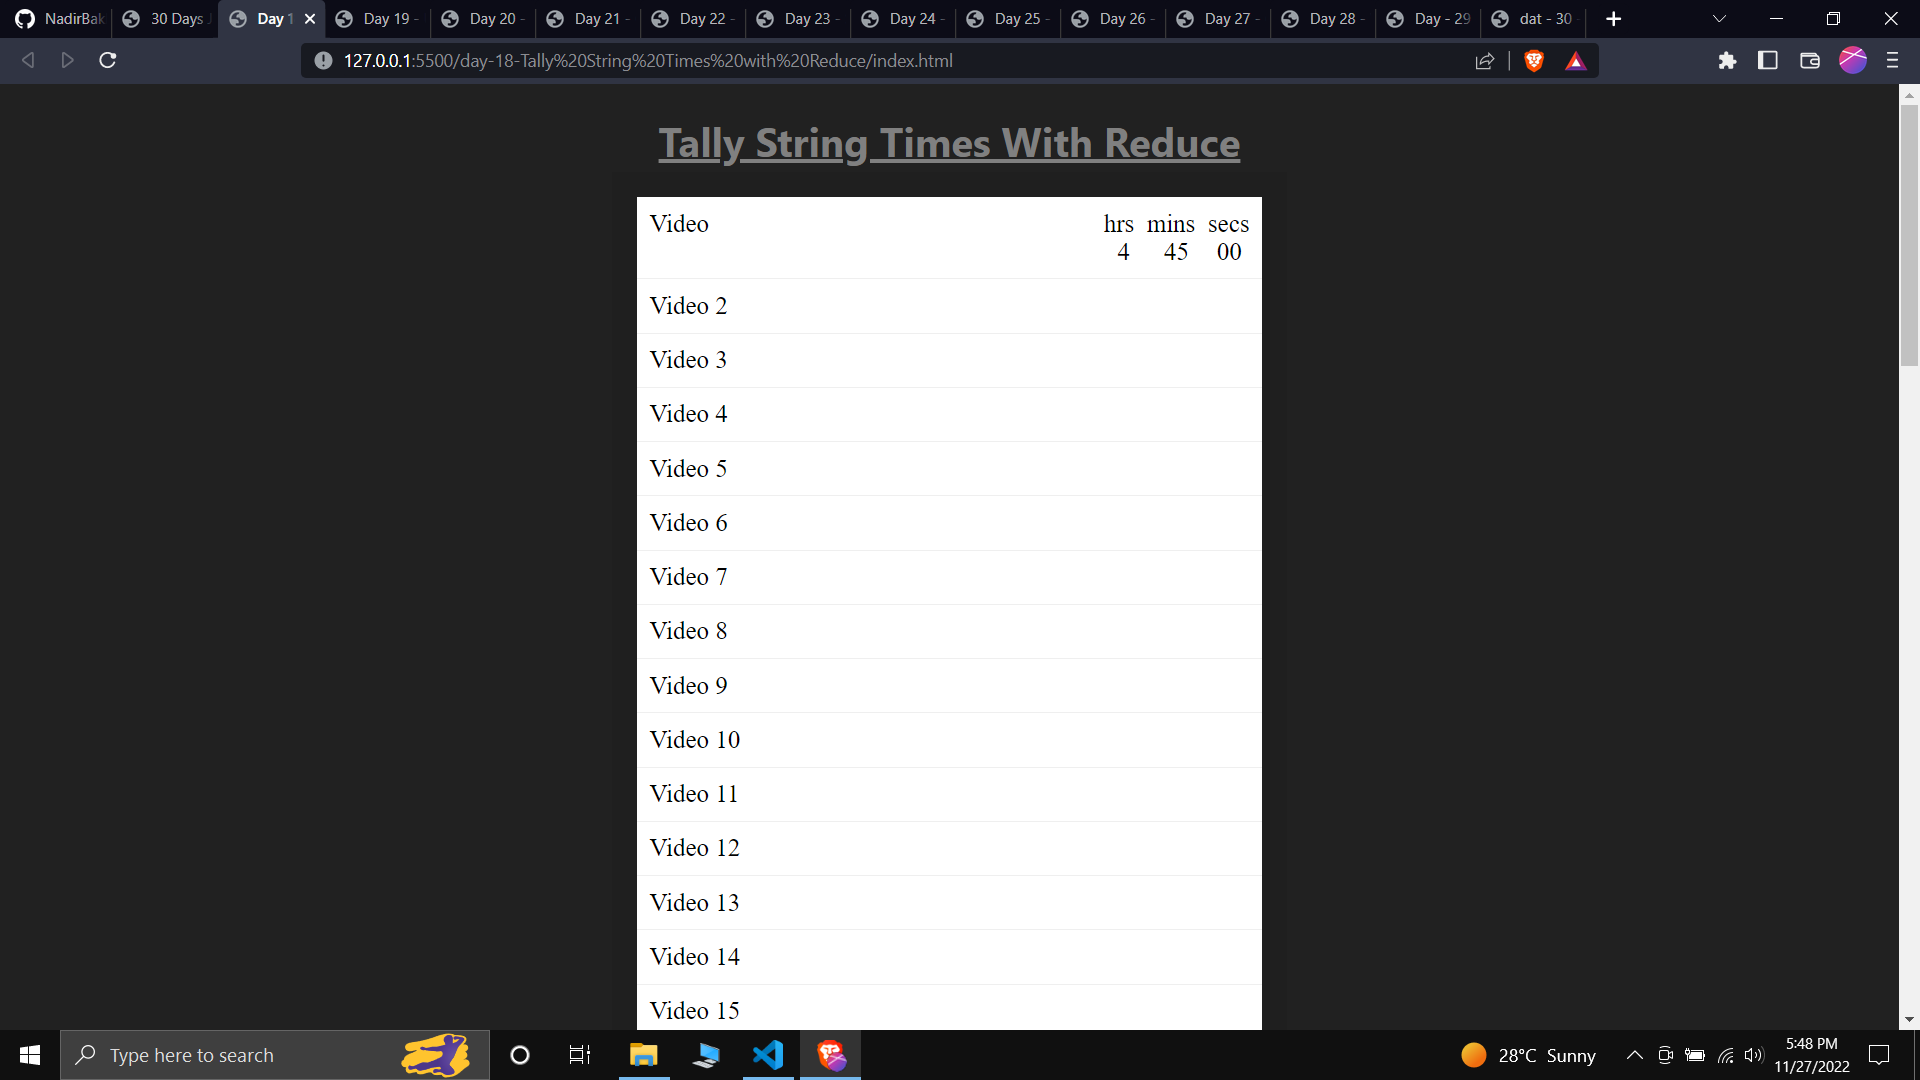 NadirBak
30 Days J
Day 1
Day 19 -
Day 20 -
Day 21 -
Day 22 -
Day 23 -
Day 24 -
Day 25 -
Day 26 -
Day 27 -
Day 28 -
Day - 29
dat - 30
127.0.0.1:5500/day-18-Tally%20String%20Times%20with%20Reduce/index.html
Tally String Times With Reduce
Video hrs mins secs
4 45 00
Video 2
Video 3
Video 4
Video 5
Video 6
Video 7
Video 8
Video 9
Video 10
Video 11
Video 12
Video 13
Video 14
Video 15
Type here to search
28°C Sunny
5:48 PM
11/27/2022